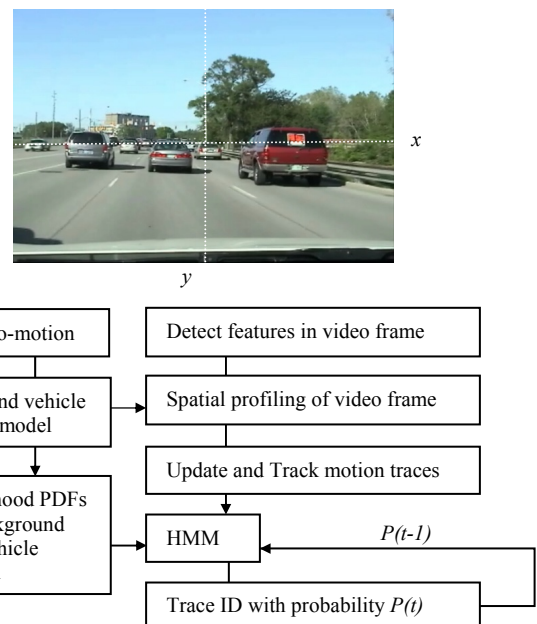 x
y
o-motion
Detect features in video frame
nd vehicle
model
Spatial profiling of video frame
Update and Track motion traces
ood PDFs
kground
hicle
HMM
P(t-1)
Trace ID with probability P(t)